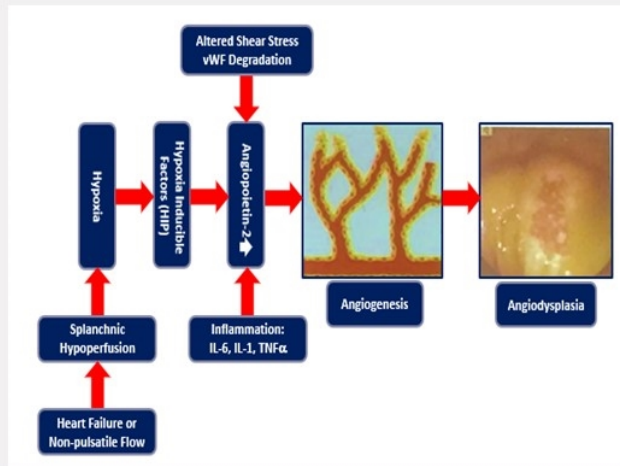 Altered Shear Stress
vWF Degradation
Hypoxia
Hypoxia Inducible
Factors (HIP)
Angiopoietin-2
Angiogenesis
Angiodysplasia
Splanchnic
Hypoperfusion
Inflammation:
IL-6, IL-1, TNFα
Heart Failure or
Non-pulsatile Flow